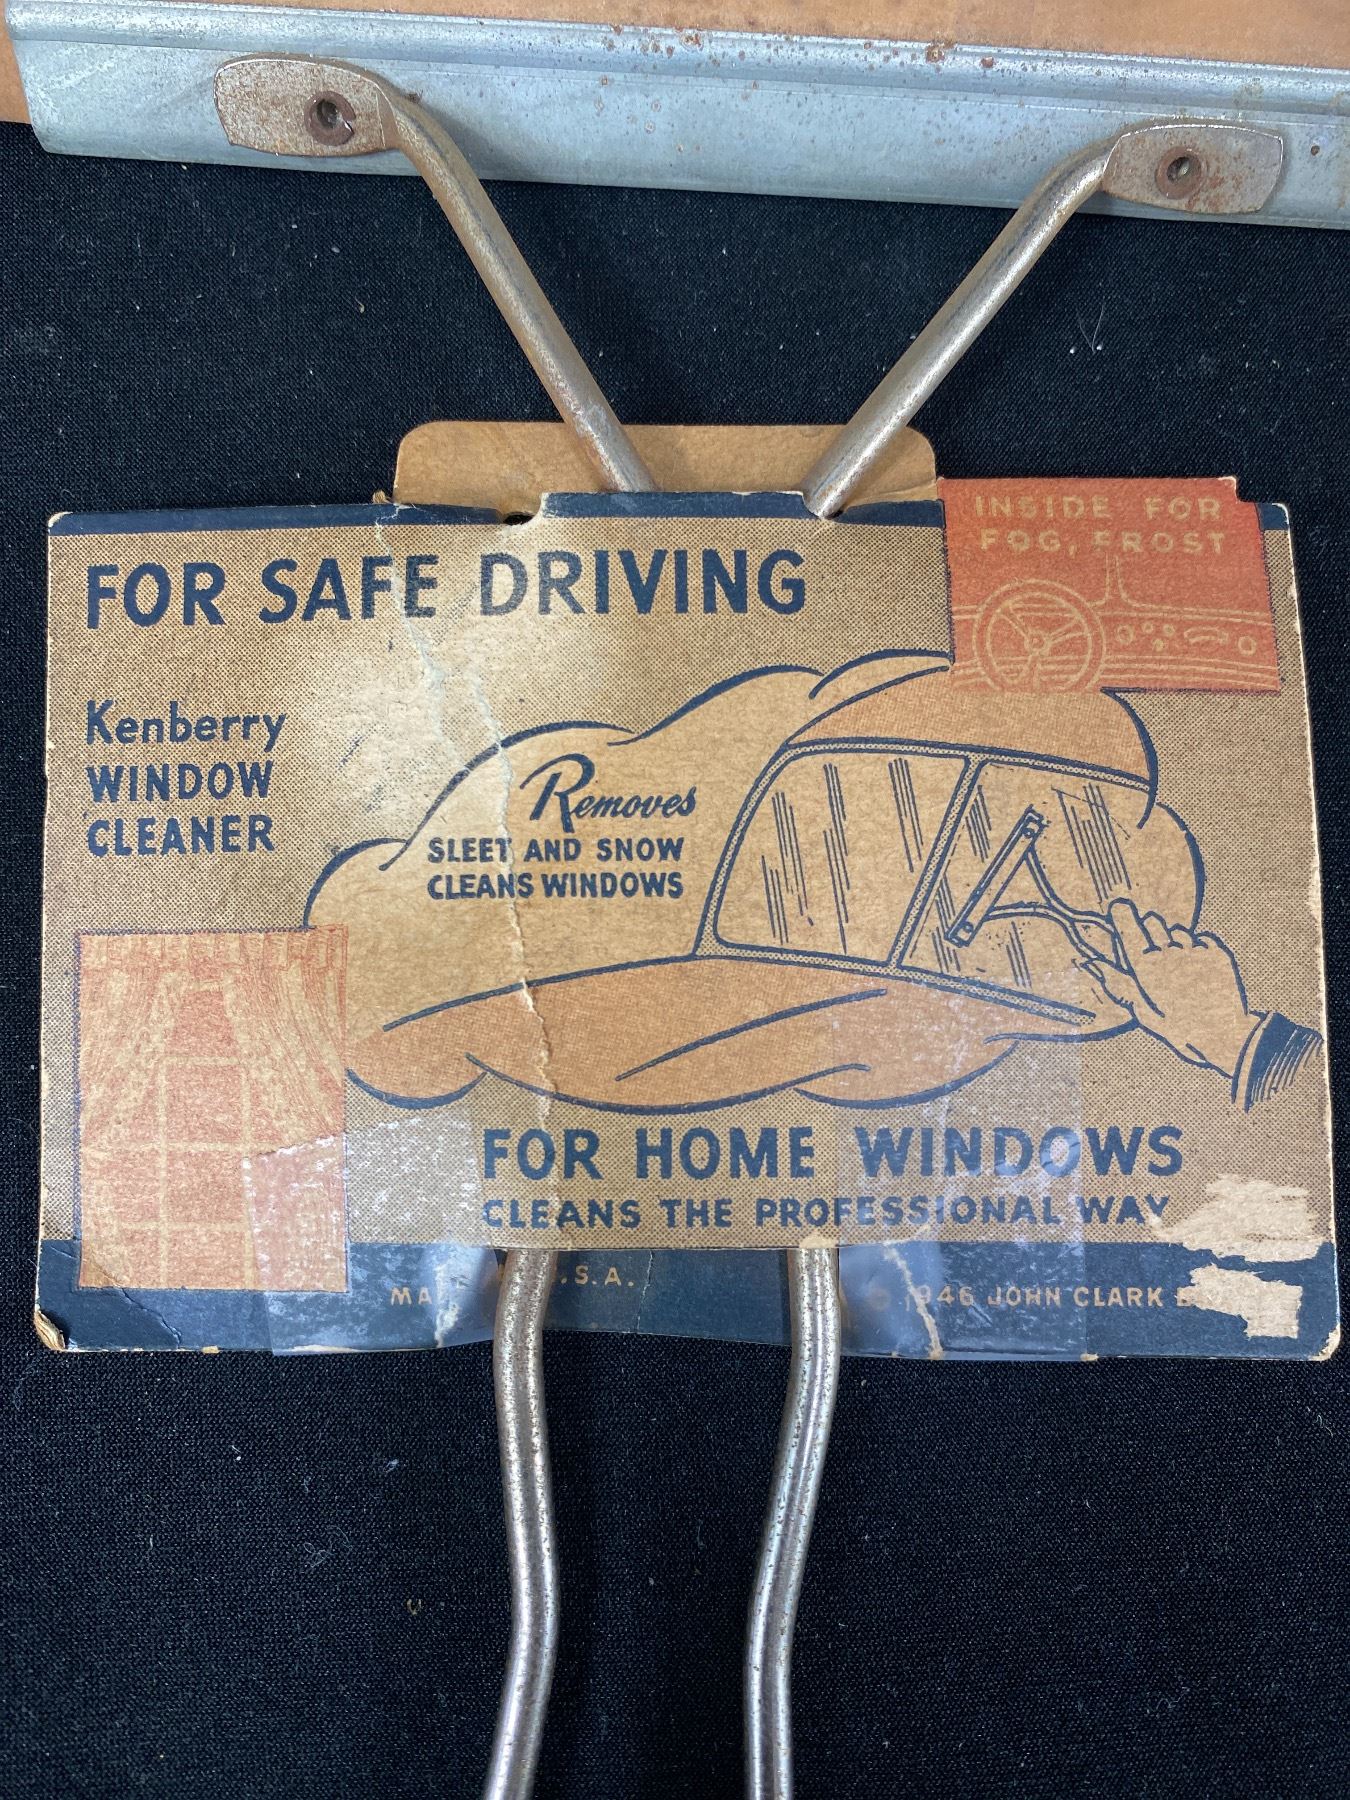 FOR SAFE DRIVING
INSIDE FOR
FOG, FROST
Kenberry
WINDOW
CLEANER
Removes
SLEET AND SNOW
CLEANS WINDOWS
FOR HOME WINDOWS
CLEANS THE PROFESSIONAL WAY
.S.A.
1946 JOHN CLARK